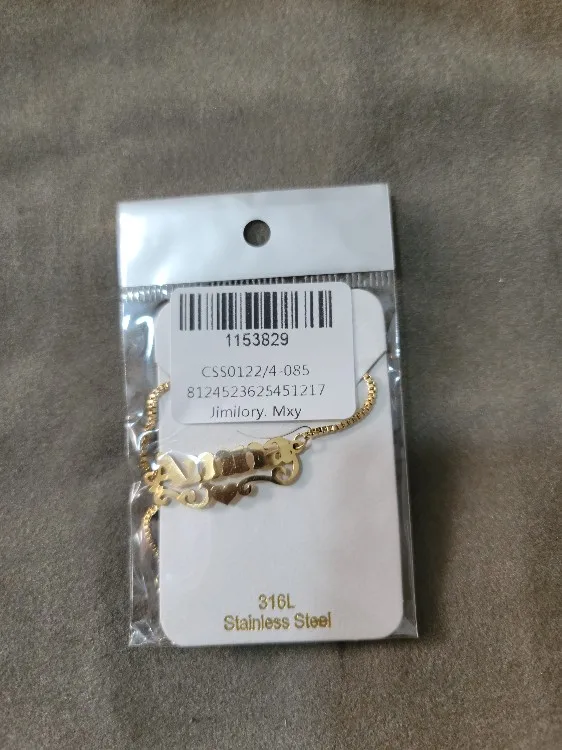 1153829
CSS0122/4-085
8124523625451217
Jimilory. Mxy
316L
Stainless Steel